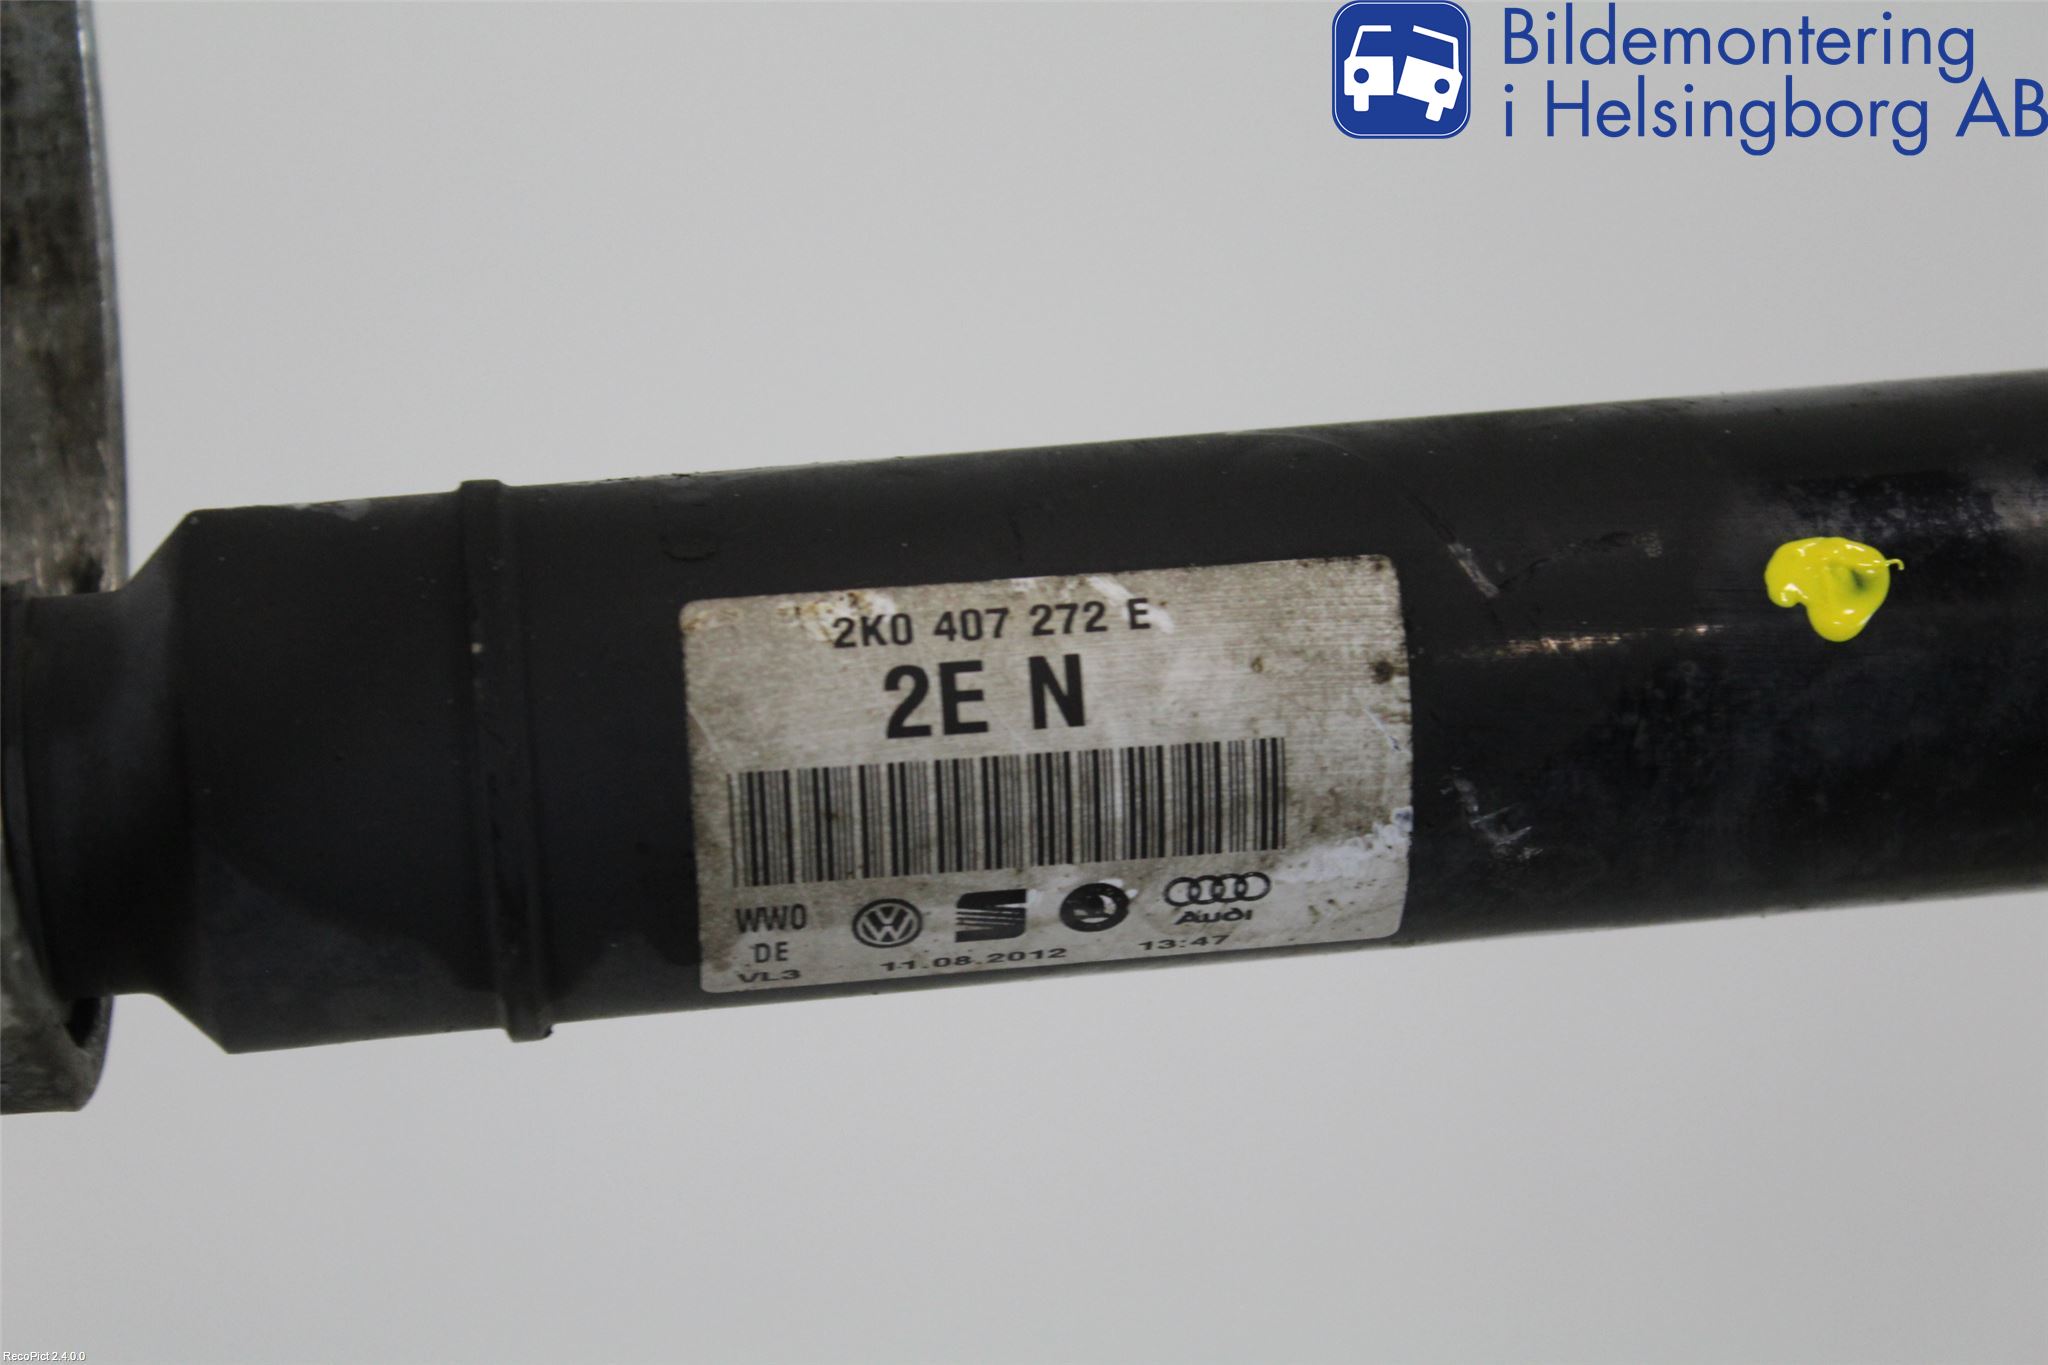 Bildemontering
i Helsingborg AB
2K0 407 272 E
2E N
WWO
DE
VL3
11.08.2012 13:47
Audi
RecoPict 2.4.0.0